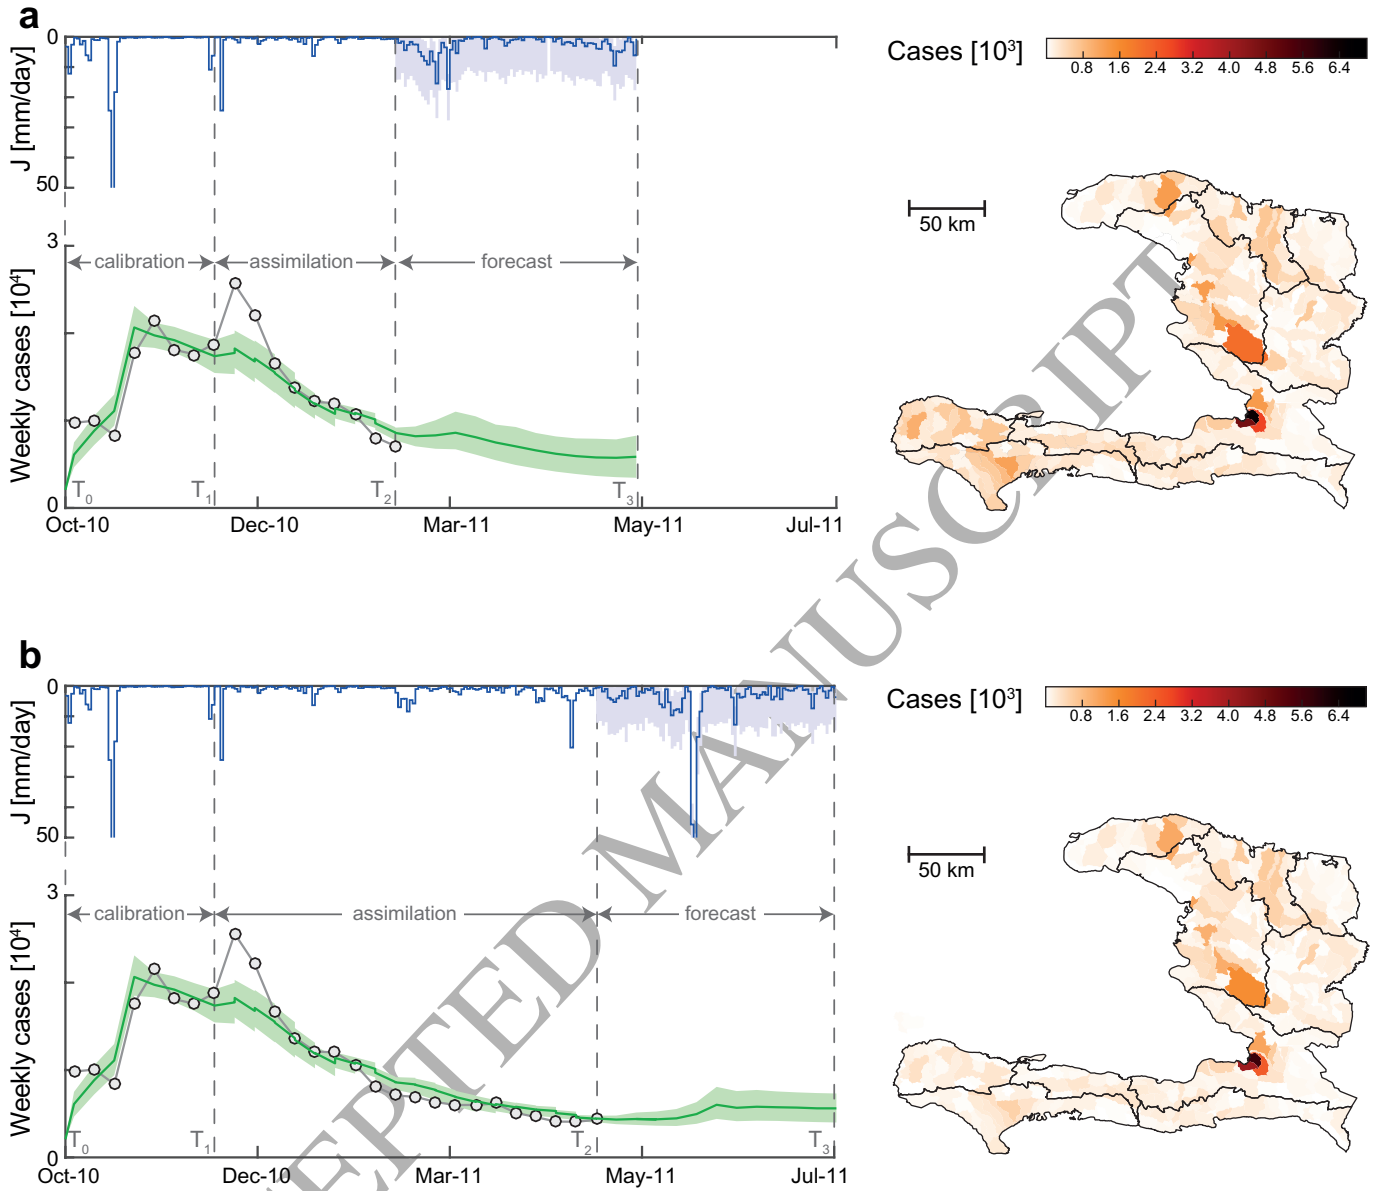 a
0
J [mm/day]
50
3
Weekly cases [10⁴]
0
calibration
assimilation
forecast
T₀
T₁
T₂
T₃
Oct-10
Dec-10
Mar-11
May-11
Jul-11
Cases [10³]
0.8 1.6 2.4 3.2 4.0 4.8 5.6 6.4
50 km
b
0
J [mm/day]
50
3
Weekly cases [10⁴]
0
calibration
assimilation
forecast
T₀
T₁
T₂
T₃
Oct-10
Dec-10
Mar-11
May-11
Jul-11
Cases [10³]
0.8 1.6 2.4 3.2 4.0 4.8 5.6 6.4
50 km
EPTED MANUSCRIPT